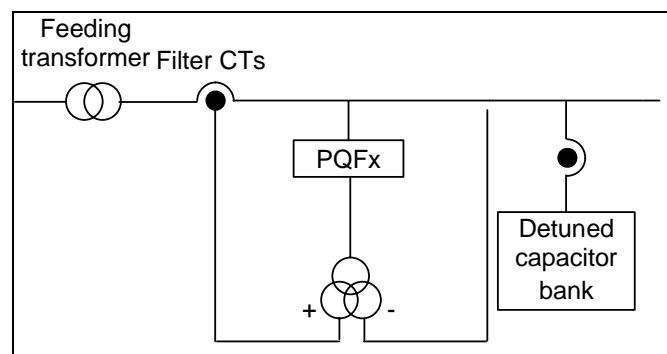 Feeding
transformer Filter CTs
PQFx
Detuned
capacitor
bank
+ -